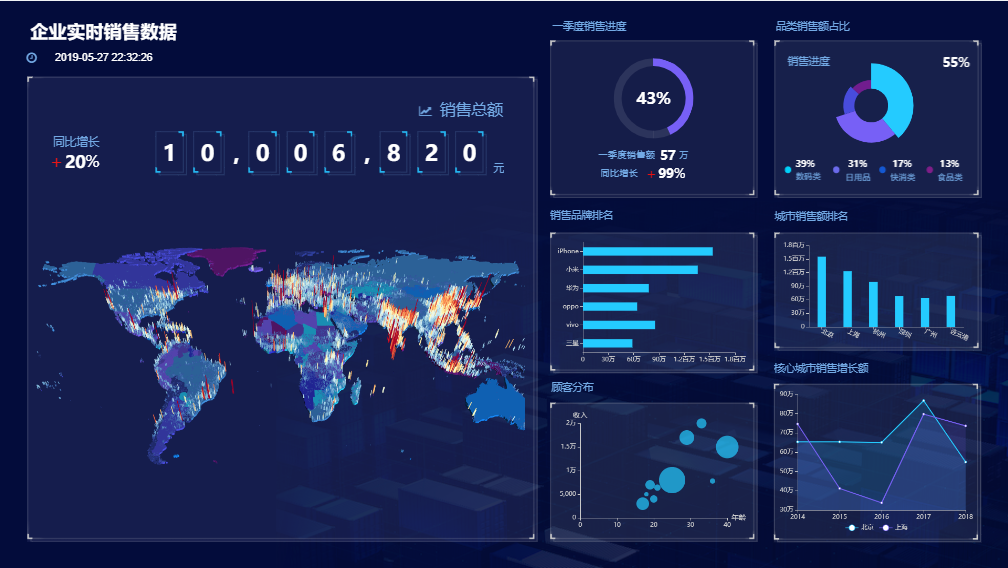 企业实时销售数据
2019-05-27 22:32:26
销售总额
同比增长
+ 20%
10,006,820 元
一季度销售进度
43%
一季度销售额 57 万
同比增长 + 99%
品类销售额占比
销售进度
55%
39% 31% 17% 13%
数码类 日用品 快消类 食品类
销售品牌排名
iPhone
小米
华为
oppo
vivo
三星
0 30万 60万 90万 1.2百万 1.5百万 1.8百万
城市销售额排名
1.8百万
1.5百万
1.2百万
90万
60万
30万
0
北京 上海 杭州 深圳 广州 连云港
顾客分布
收入
2万
1.5万
1万
5,000
0
0 10 20 30 40
年龄
核心城市销售增长额
90万
80万
70万
60万
50万
40万
30万
2014 2015 2016 2017 2018
北京 上海